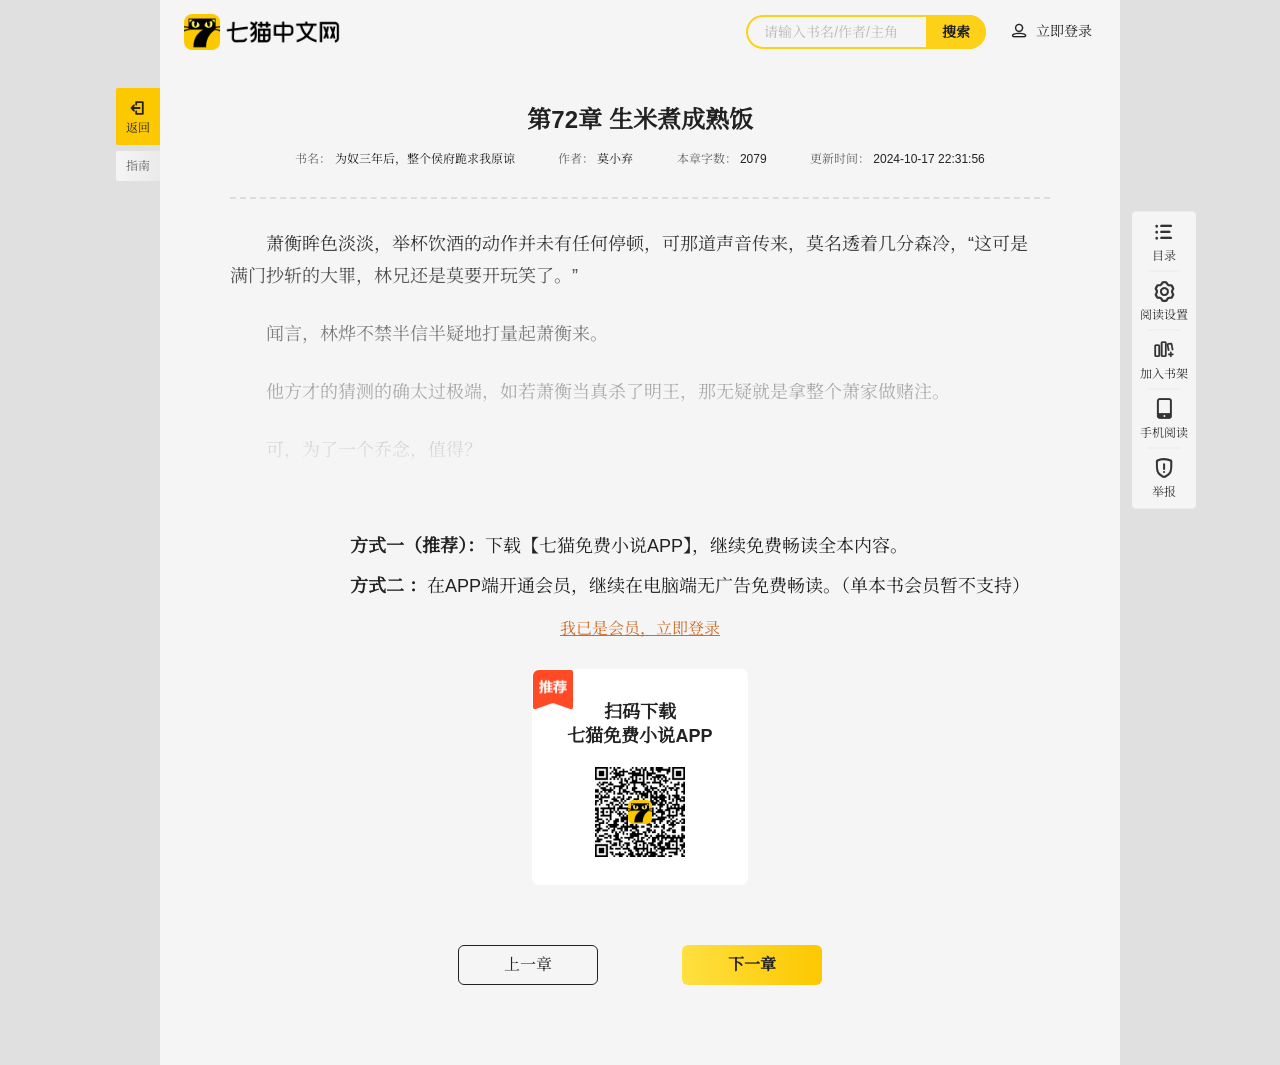 七猫中文网
请输入书名/作者/主角
搜索
立即登录
返回
指南
第72章 生米煮成熟饭
书名： 为奴三年后，整个侯府跪求我原谅 作者： 莫小弃 本章字数： 2079 更新时间： 2024-10-17 22:31:56
萧衡眸色淡淡，举杯饮酒的动作并未有任何停顿，可那道声音传来，莫名透着几分森冷，“这可是
满门抄斩的大罪，林兄还是莫要开玩笑了。”
闻言，林烨不禁半信半疑地打量起萧衡来。
他方才的猜测的确太过极端，如若萧衡当真杀了明王，那无疑就是拿整个萧家做赌注。
可，为了一个乔念，值得？
目录
阅读设置
加入书架
手机阅读
举报
方式一（推荐）：下载【七猫免费小说APP】，继续免费畅读全本内容。
方式二 ：在APP端开通会员，继续在电脑端无广告免费畅读。（单本书会员暂不支持）
我已是会员，立即登录
推荐
扫码下载
七猫免费小说APP
上一章
下一章